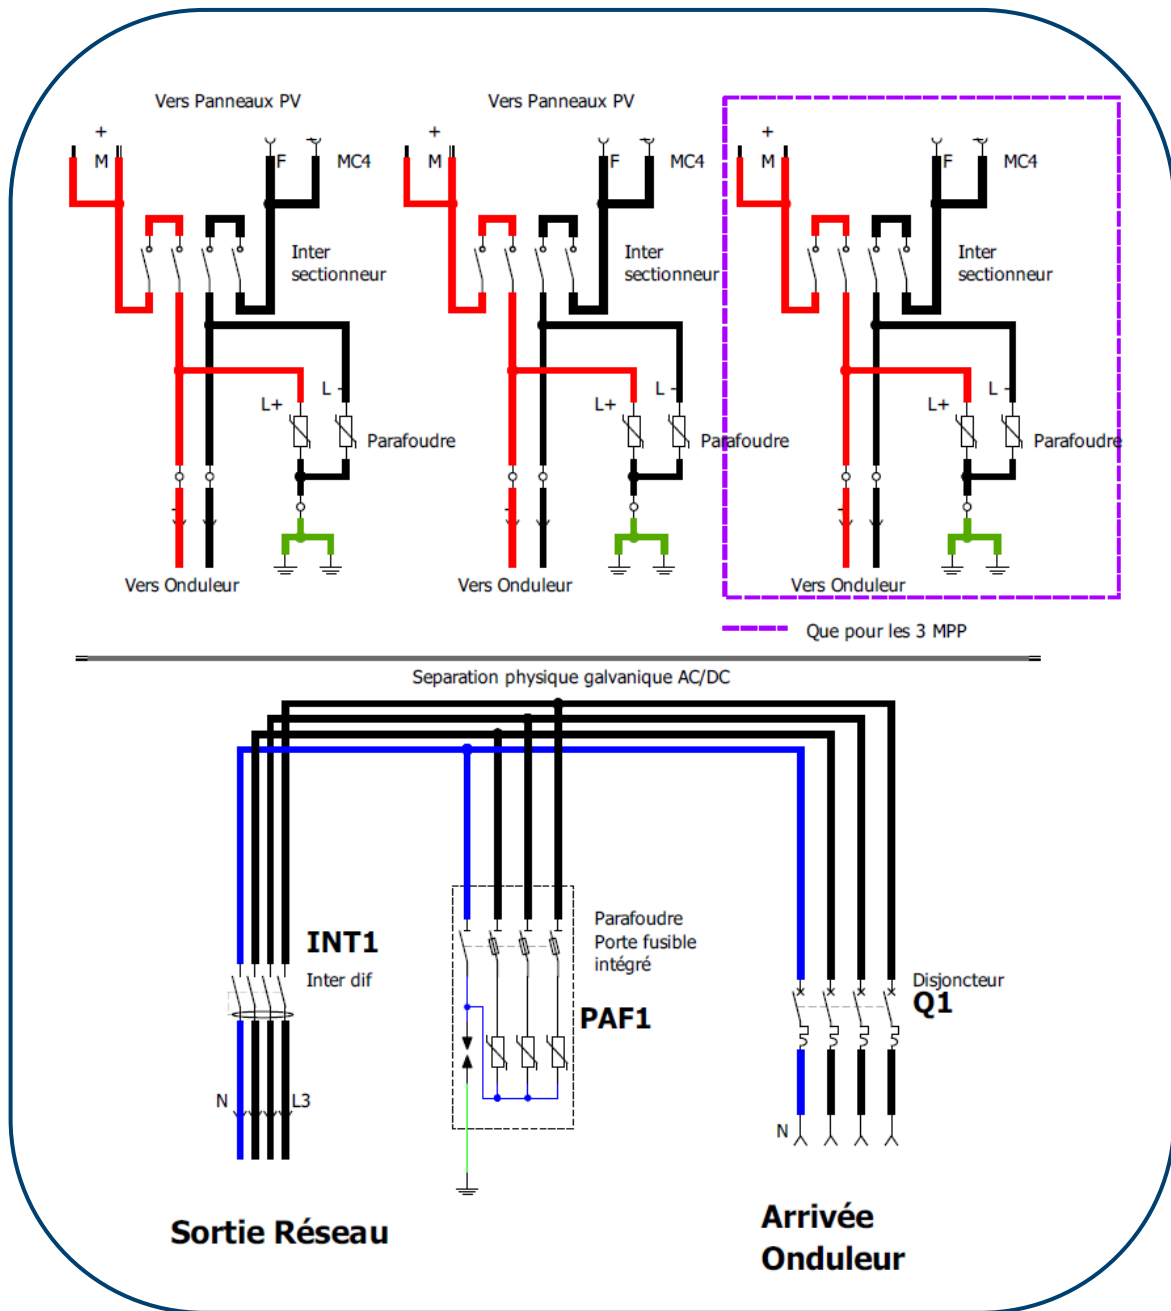 Vers Panneaux PV
Vers Panneaux PV
+
M
F
MC4
+
M
F
MC4
+
M
F
MC4
Inter
sectionneur
Inter
sectionneur
Inter
sectionneur
L -
L+
Parafoudre
L -
L+
Parafoudre
L -
L+
Parafoudre
Vers Onduleur
Vers Onduleur
Vers Onduleur
Que pour les 3 MPP
Separation physique galvanique AC/DC
INT1
Inter dif
Parafoudre
Porte fusible
intégré
PAF1
Disjoncteur
Q1
N
L3
N
Sortie Réseau
Arrivée
Onduleur